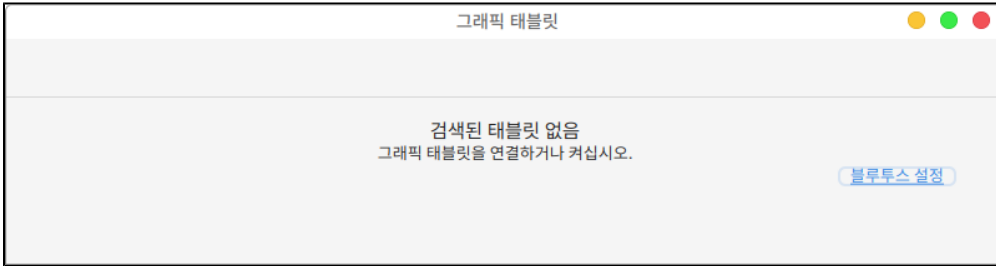 그래픽 태블릿
검색된 태블릿 없음
그래픽 태블릿을 연결하거나 켜십시오.
블루투스 설정